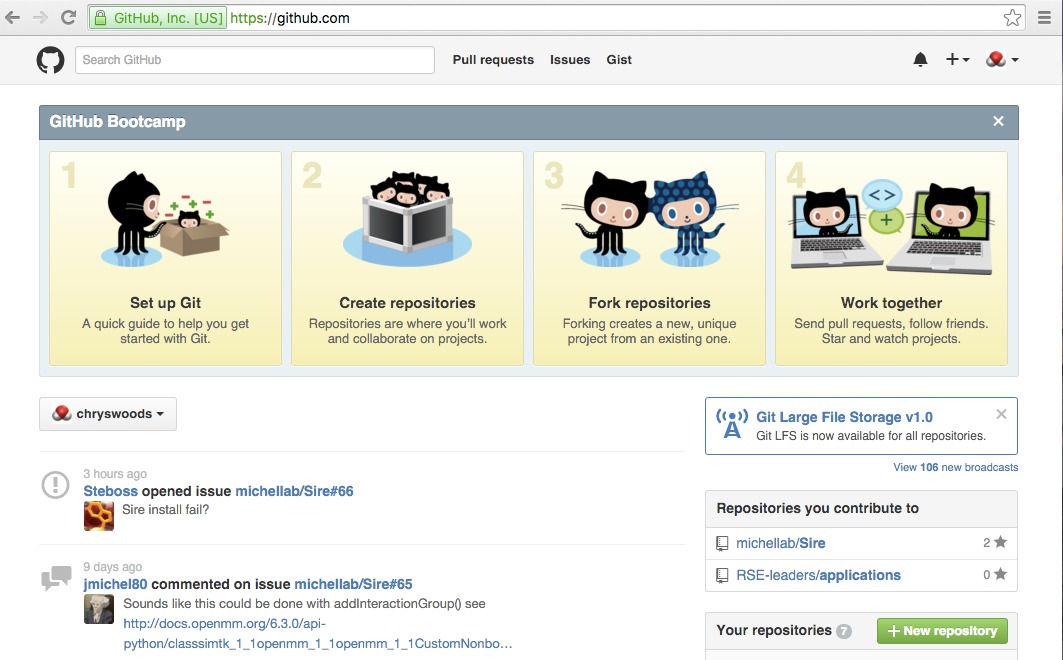 GitHub, Inc. [US] https://github.com
Search GitHub
Pull requests Issues Gist
GitHub Bootcamp
1
Set up Git
A quick guide to help you get
started with Git.
2
Create repositories
Repositories are where you'll work
and collaborate on projects.
3
Fork repositories
Forking creates a new, unique
project from an existing one.
4
<>
+
Work together
Send pull requests, follow friends.
Star and watch projects.
chryswoods
3 hours ago
Steboss opened issue michellab/Sire#66
Sire install fail?
9 days ago
jmichel80 commented on issue michellab/Sire#65
Sounds like this could be done with addInteractionGroup() see
http://docs.openmm.org/6.3.0/api-
python/classsimtk_1_1openmm_1_1openmm_1_1CustomNonbo…
Git Large File Storage v1.0
Git LFS is now available for all repositories.
View 106 new broadcasts
Repositories you contribute to
michellab/Sire 2
RSE-leaders/applications 0
Your repositories 7
New repository